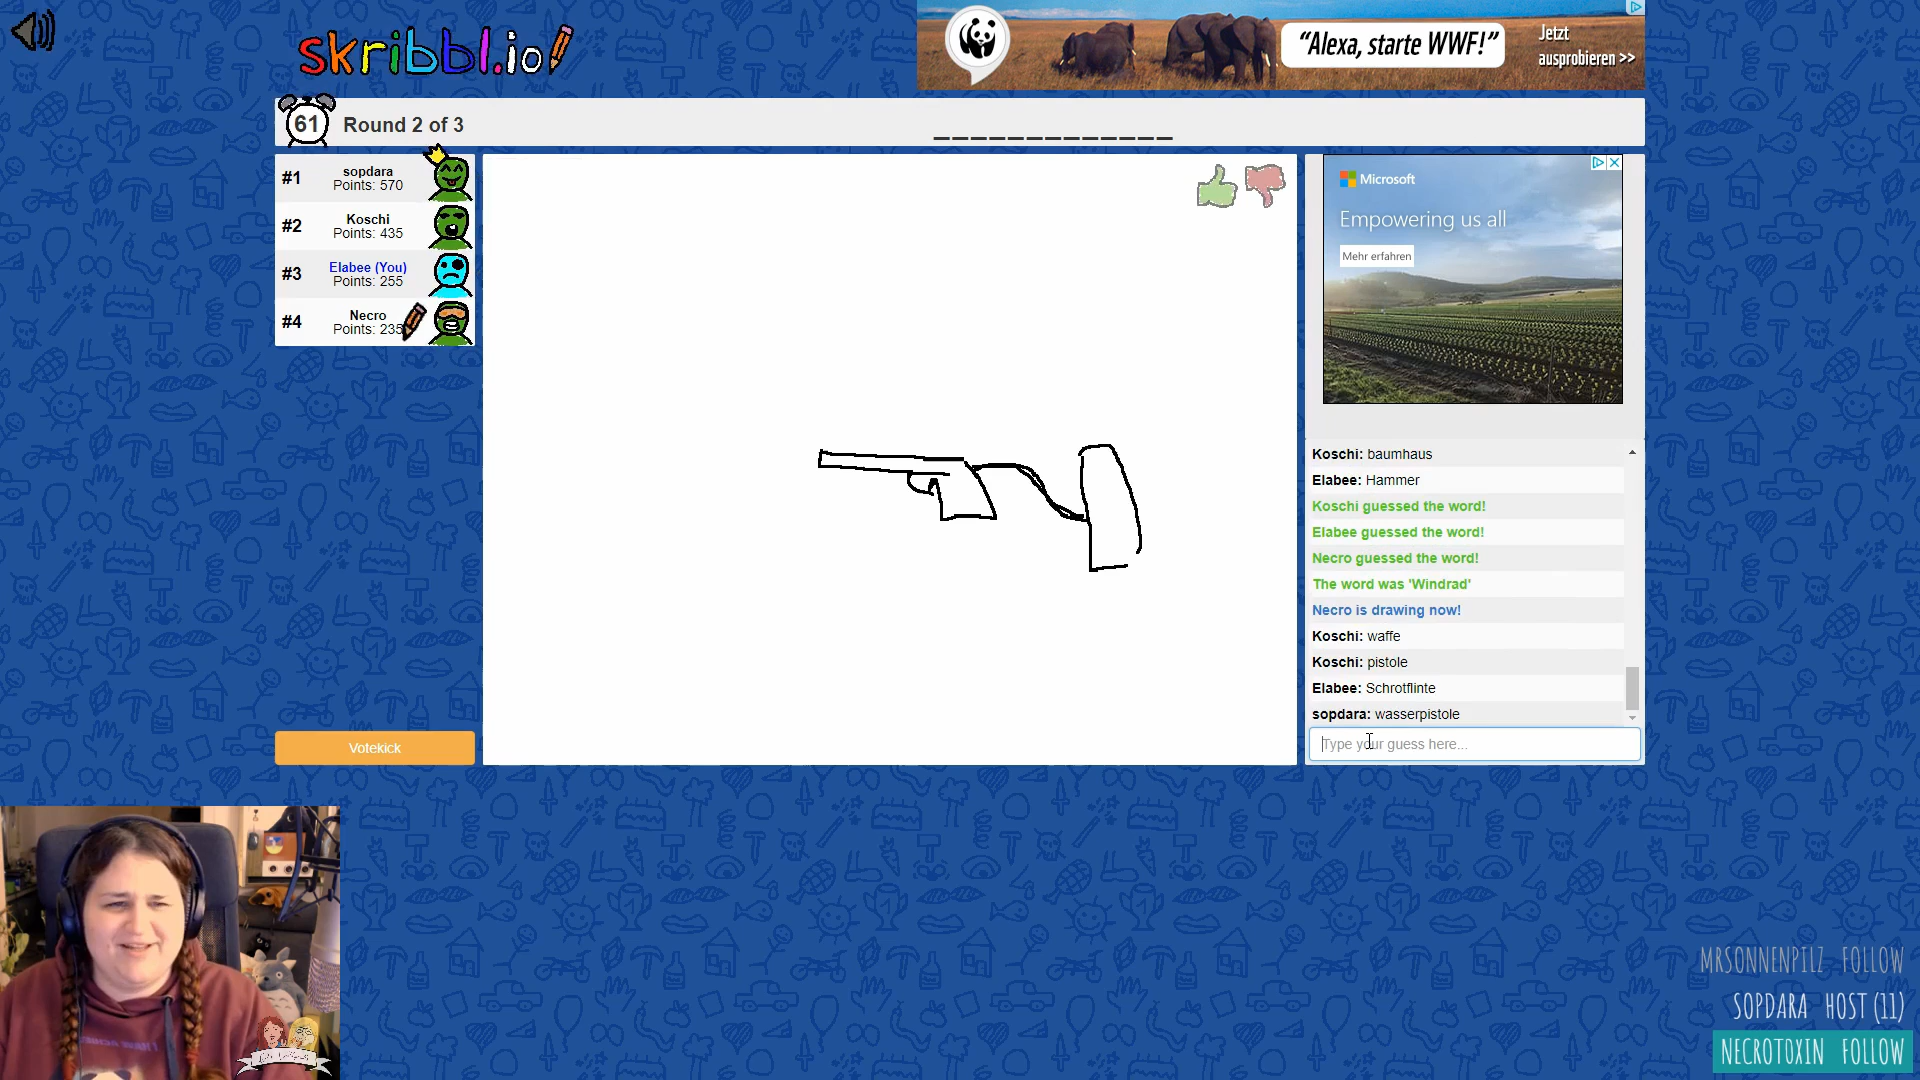 skribbl.io
“Alexa, starte WWF!”
Jetzt
ausprobieren >>
61
Round 2 of 3
_____________
#1
sopdara
Points: 570
#2
Koschi
Points: 435
#3
Elabee (You)
Points: 255
#4
Necro
Points: 235
Microsoft
Empowering us all
Mehr erfahren
Koschi: baumhaus
Elabee: Hammer
Koschi guessed the word!
Elabee guessed the word!
Necro guessed the word!
The word was 'Windrad'
Necro is drawing now!
Koschi: waffe
Koschi: pistole
Elabee: Schrotflinte
sopdara: wasserpistole
Type your guess here...
Votekick
MRSONNENPILZ FOLLOW
SOPDARA HOST (11)
NECROTOXIN FOLLOW